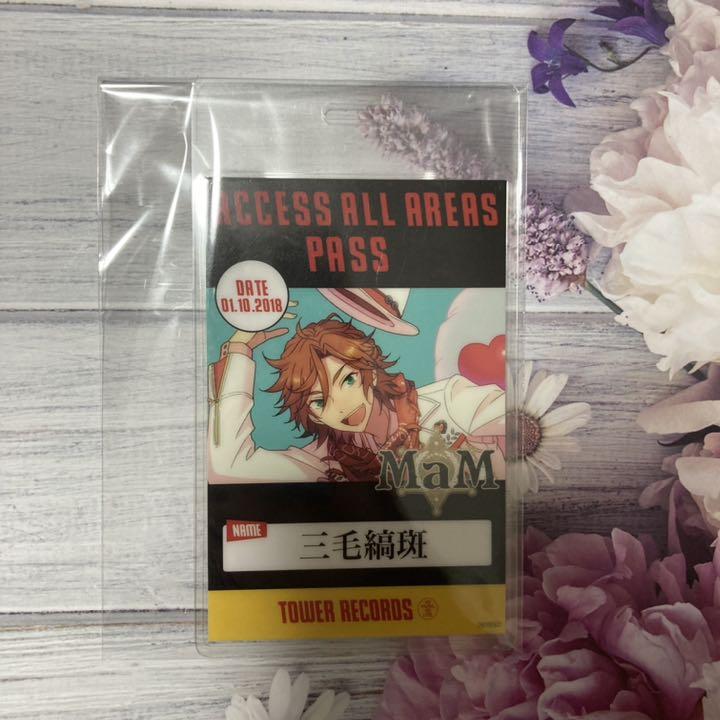 ACCESS ALL AREAS
PASS
DATE
01.10.2018
MaM
NAME
三毛縞斑
TOWER RECORDS